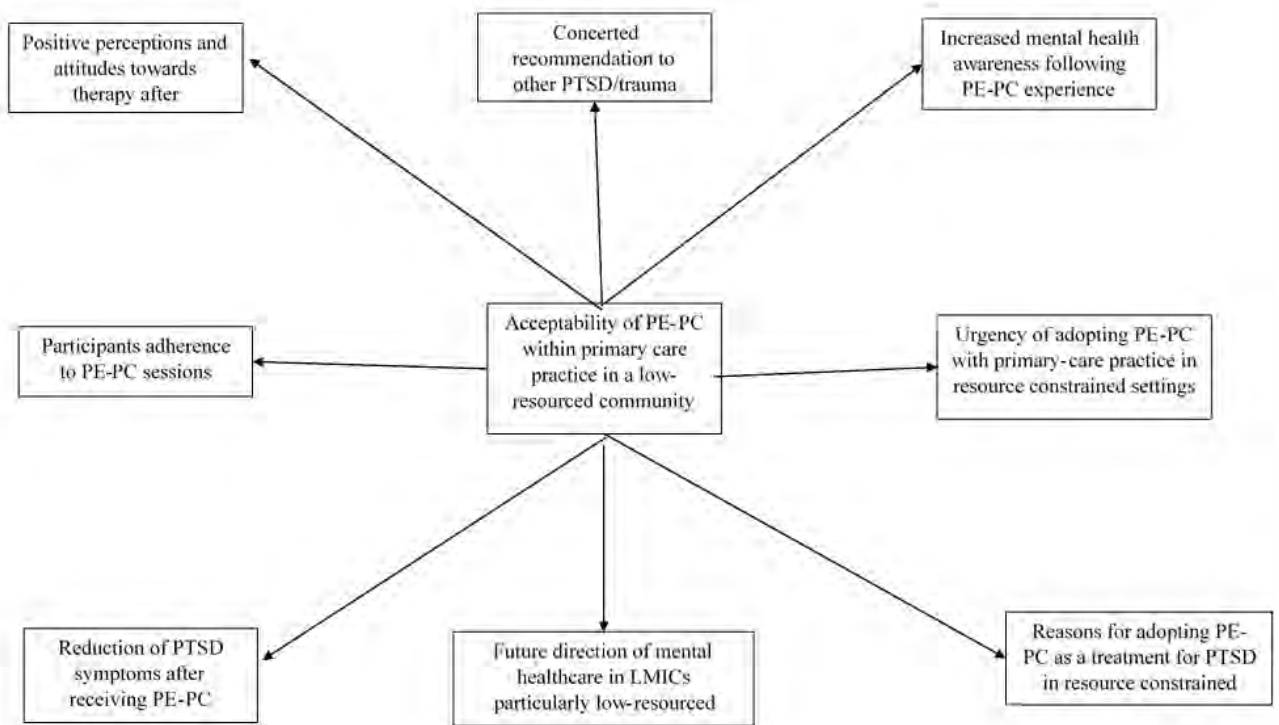 Positive perceptions and
attitudes towards
therapy after
Concerted
recommendation to
other PTSD/trauma
Increased mental health
awareness following
PE-PC experience
Participants adherence
to PE-PC sessions
Acceptability of PE-PC
within primary care
practice in a low-
resourced community
Urgency of adopting PE-PC
with primary-care practice in
resource constrained settings
Reduction of PTSD
symptoms after
receiving PE-PC
Future direction of mental
healthcare in LMICs
particularly low-resourced
Reasons for adopting PE-
PC as a treatment for PTSD
in resource constrained